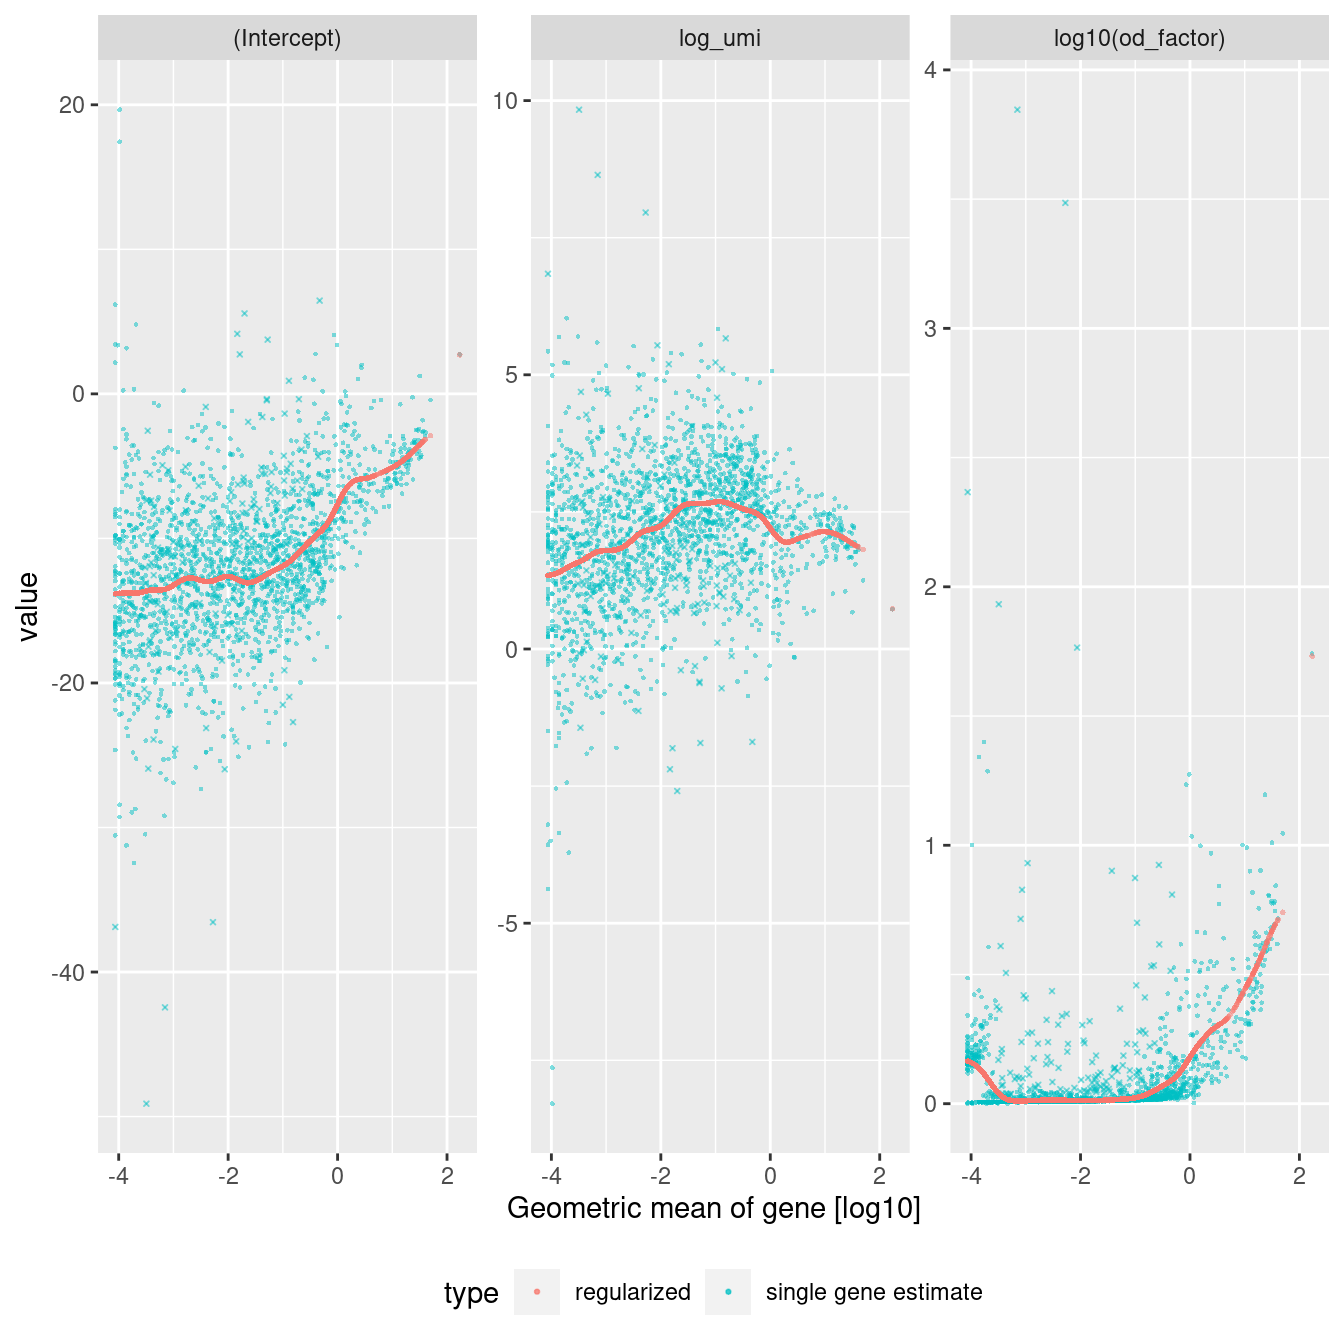 (Intercept) log_umi log10(od_factor)
20
0
-20
-40
10
5
0
-5
4
3
2
1
0
value
-4 -2 0 2 -4 -2 0 2 -4 -2 0 2
Geometric mean of gene [log10]
type regularized single gene estimate